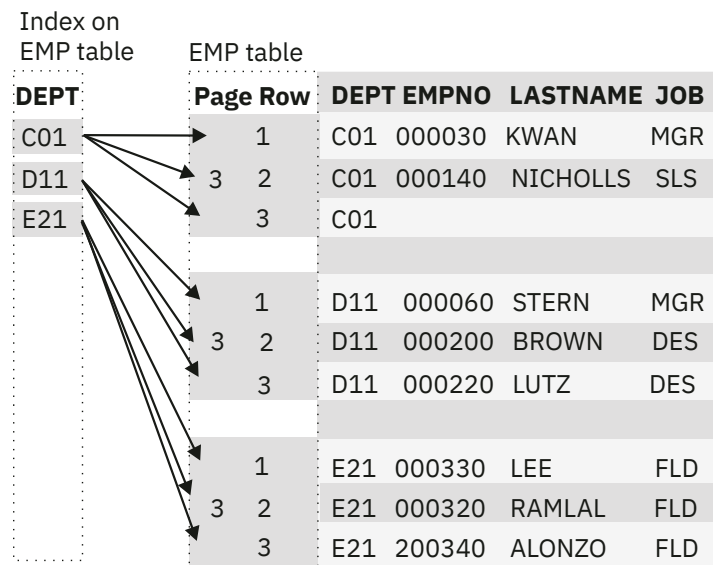 Index on
EMP table
EMP table
DEPT Page Row DEPT EMPNO LASTNAME JOB
C01 1 C01 000030 KWAN MGR
D11 3 2 C01 000140 NICHOLLS SLS
E21 3 C01
1 D11 000060 STERN MGR
3 2 D11 000200 BROWN DES
3 D11 000220 LUTZ DES
1 E21 000330 LEE FLD
3 2 E21 000320 RAMLAL FLD
3 E21 200340 ALONZO FLD